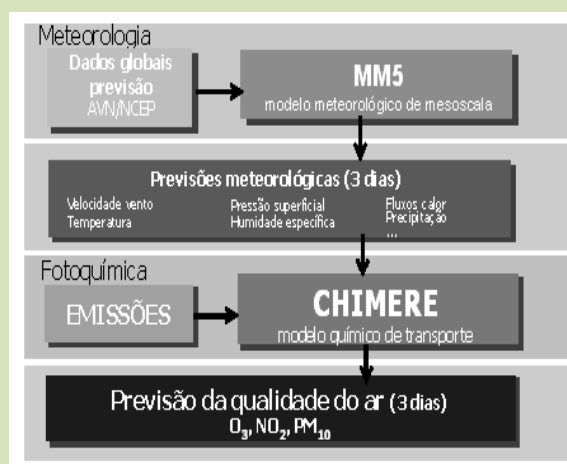 Meteorologia
Dados globais
previsão
AVN/NCEP
MM5
modelo meteorológico de mesoscala
Previsões meteorológicas (3 dias)
Velocidade vento Pressão superficial Fluxos calor
Temperatura Humidade específica Precipitação
...
Fotoquímica
EMISSÕES
CHIMERE
modelo químico de transporte
Previsão da qualidade do ar (3 dias)
O₃, NO₂, PM₁₀